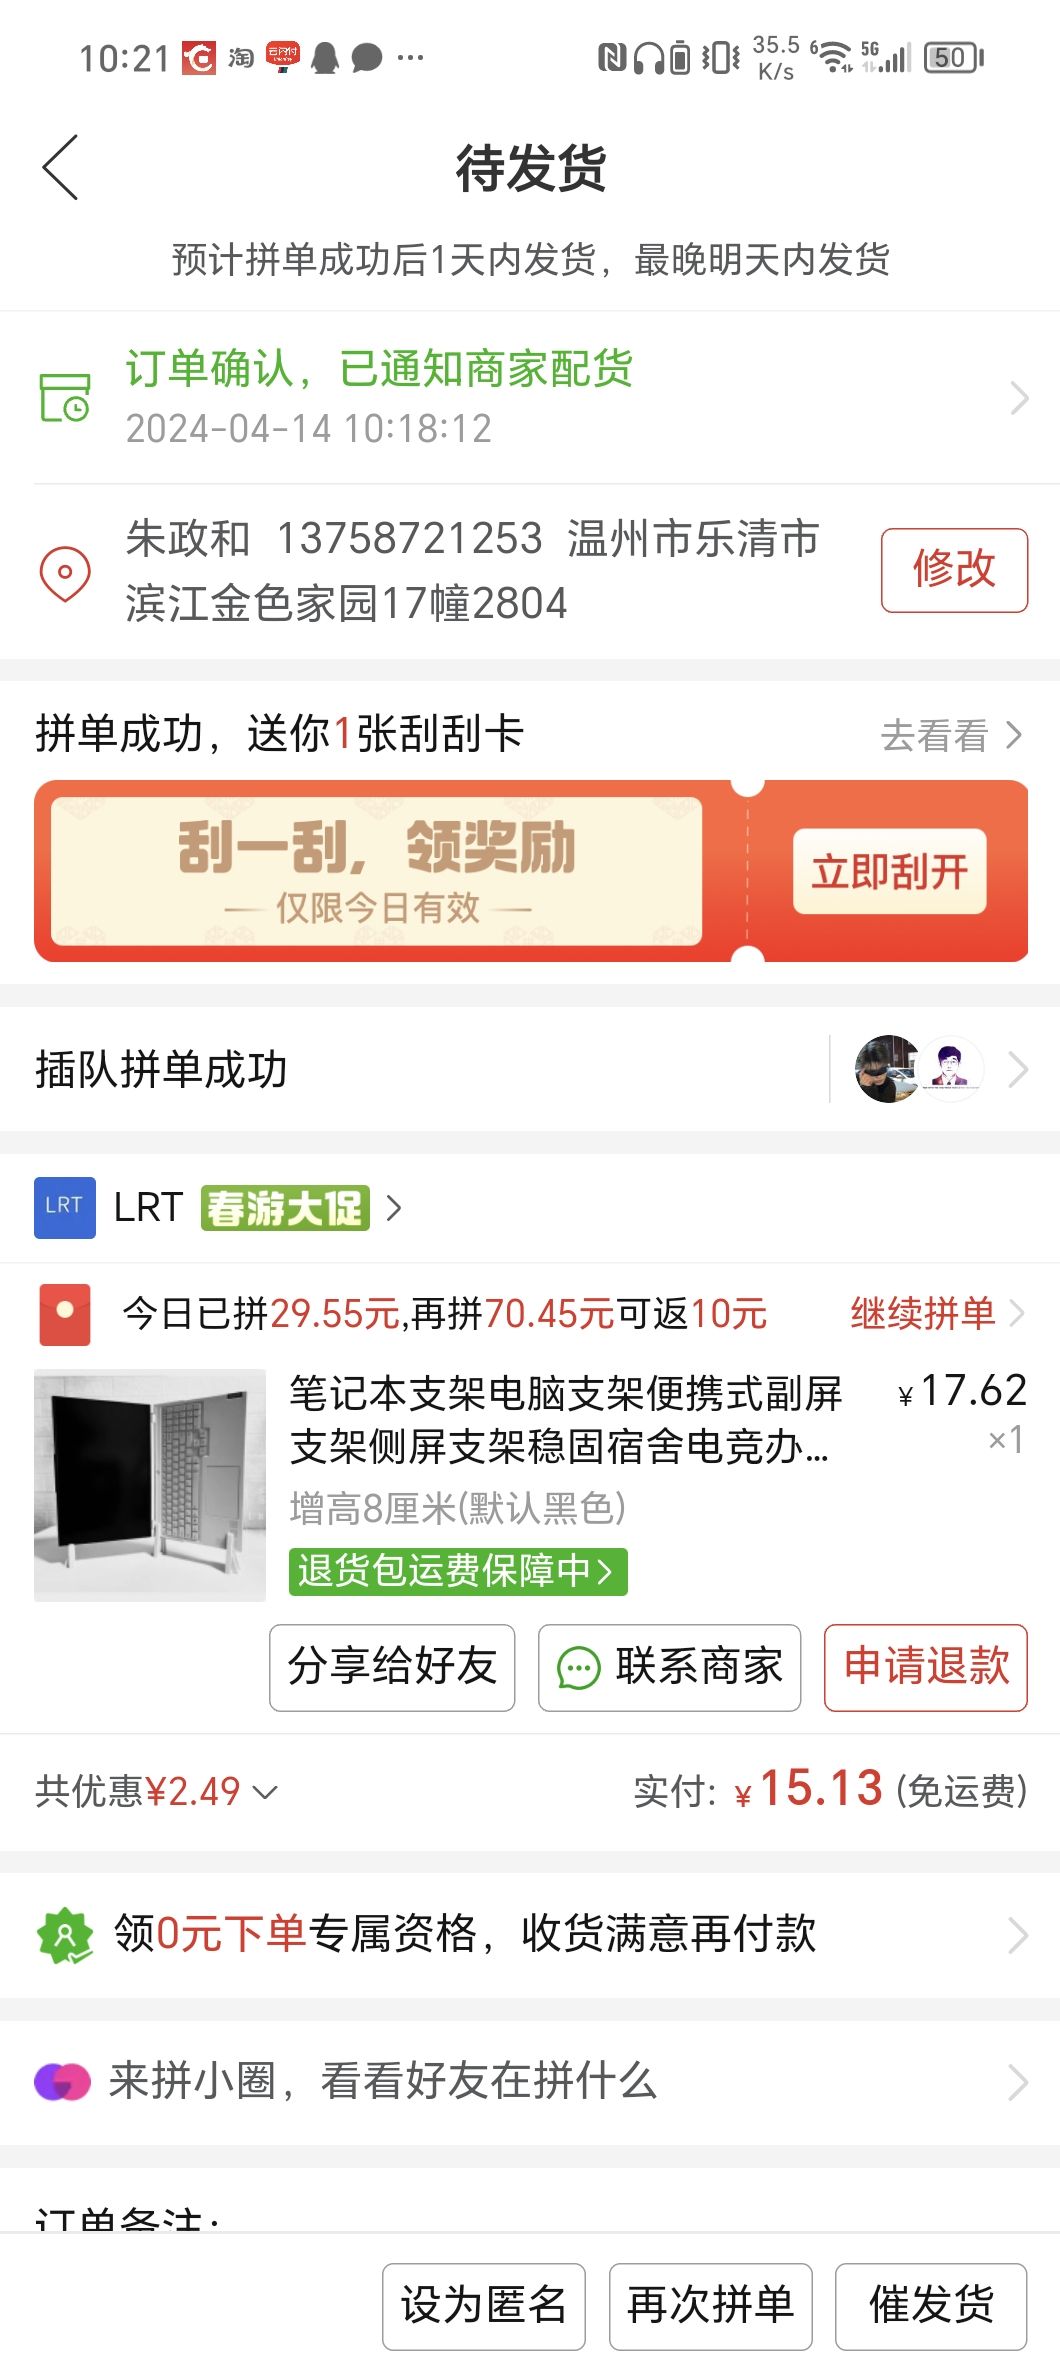 10:21
淘
云闪付
35.5
K/s
6
5G
50
待发货
预计拼单成功后1天内发货，最晚明天内发货
订单确认，已通知商家配货
2024-04-14 10:18:12
朱政和 13758721253 温州市乐清市
滨江金色家园17幢2804
修改
拼单成功，送你1张刮刮卡
去看看
刮一刮，领奖励
仅限今日有效
立即刮开
插队拼单成功
LRT
LRT
春游大促
今日已拼29.55元,再拼70.45元可返10元
继续拼单
笔记本支架电脑支架便携式副屏
支架侧屏支架稳固宿舍电竞办...
¥17.62
×1
增高8厘米(默认黑色)
退货包运费保障中
分享给好友
联系商家
申请退款
共优惠¥2.49
实付: ¥15.13 (免运费)
领0元下单专属资格，收货满意再付款
来拼小圈，看看好友在拼什么
订单备注:
设为匿名
再次拼单
催发货